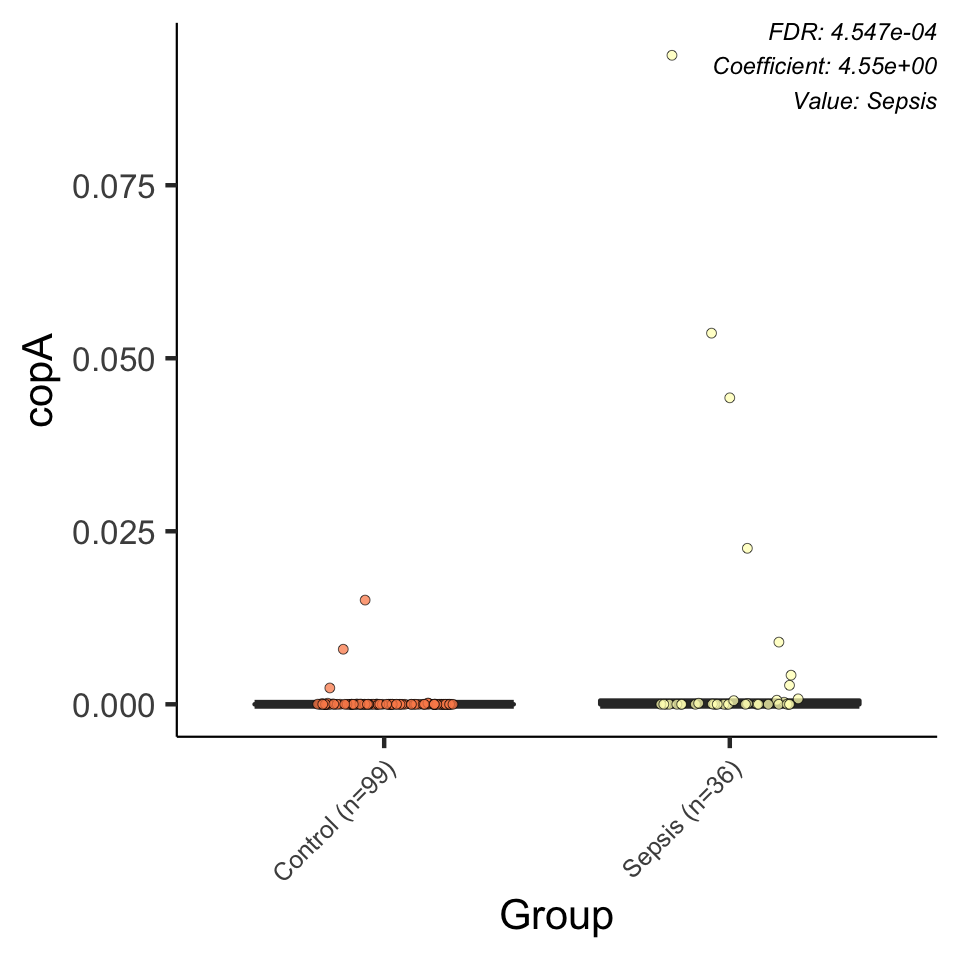 FDR: 4.547e-04
Coefficient: 4.55e+00
Value: Sepsis
0.075
0.050
0.025
0.000
copA
Control (n=99)
Sepsis (n=36)
Group